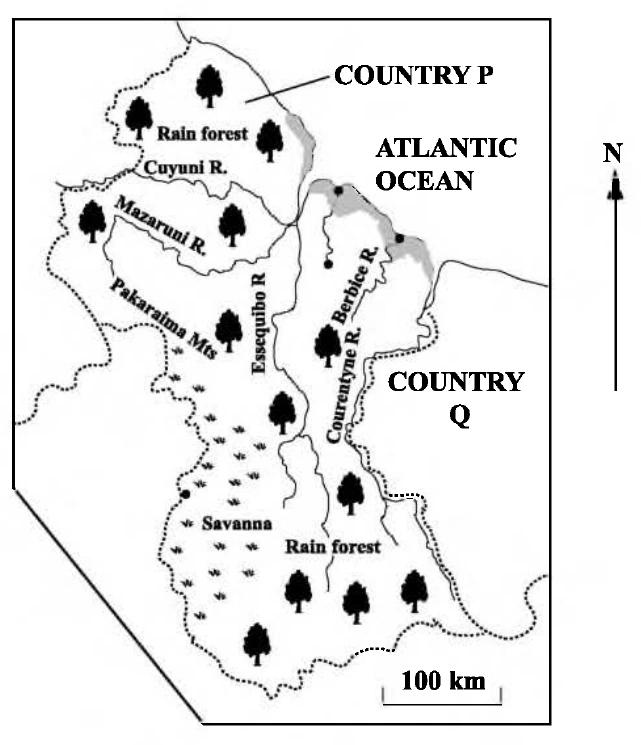 COUNTRY P
Rain forest
ATLANTIC
OCEAN
N
Cuyuni R.
Mazaruni R.
Pakaraima Mts
Essequibo R
Berbice R.
Courentyne R.
COUNTRY
Q
Savanna
Rain forest
100 km